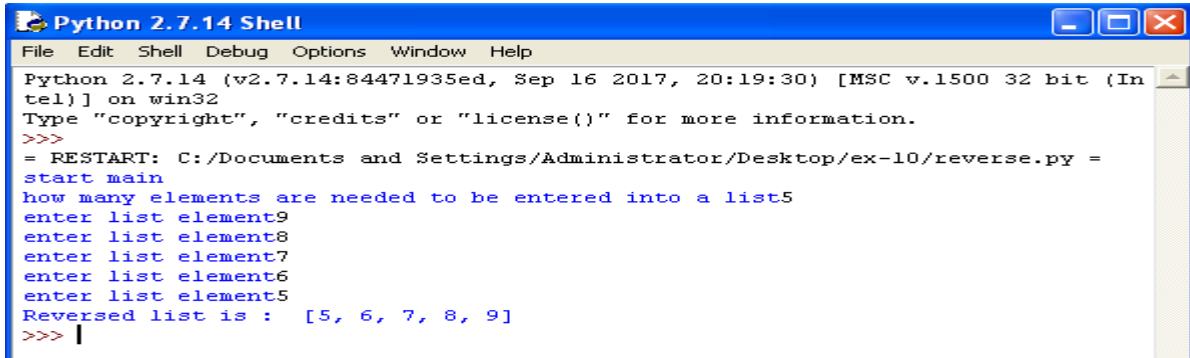 Python 2.7.14 Shell
File Edit Shell Debug Options Window Help
Python 2.7.14 (v2.7.14:84471935ed, Sep 16 2017, 20:19:30) [MSC v.1500 32 bit (In
tel)] on win32
Type "copyright", "credits" or "license()" for more information.
>>>
= RESTART: C:/Documents and Settings/Administrator/Desktop/ex-10/reverse.py =
start main
how many elements are needed to be entered into a list5
enter list element9
enter list element8
enter list element7
enter list element6
enter list element5
Reversed list is :  [5, 6, 7, 8, 9]
>>>